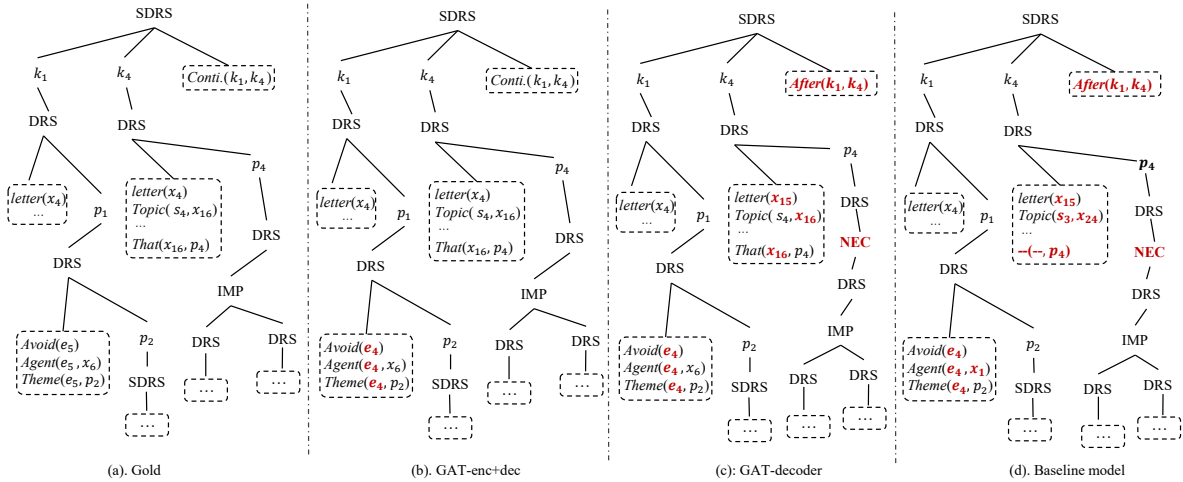 SDRS
k₁
k₄
Conti.(k₁, k₄)
DRS
DRS
letter(x₄)
...
p₁
letter(x₄)
Topic( s₄, x₁₆)
...
That(x₁₆, p₄)
p₄
DRS
DRS
IMP
Avoid(e₅)
Agent(e₅, x₆)
Theme(e₅, p₂)
p₂
SDRS
...
DRS
...
DRS
...
(a). Gold
SDRS
k₁
k₄
Conti.(k₁, k₄)
DRS
DRS
letter(x₄)
...
p₁
letter(x₄)
Topic( s₄, x₁₆)
...
That(x₁₆, p₄)
p₄
DRS
DRS
IMP
Avoid(e₄)
Agent(e₄, x₆)
Theme(e₄, p₂)
p₂
SDRS
...
DRS
...
DRS
...
(b). GAT-enc+dec
SDRS
k₁
k₄
After(k₁, k₄)
DRS
DRS
letter(x₄)
...
p₁
letter(x₁₅)
Topic( s₄, x₁₆)
...
That(x₁₆, p₄)
p₄
DRS
NEC
DRS
DRS
IMP
Avoid(e₄)
Agent(e₄, x₆)
Theme(e₄, p₂)
p₂
SDRS
...
DRS
...
DRS
...
(c): GAT-decoder
SDRS
k₁
k₄
After(k₁, k₄)
DRS
DRS
letter(x₄)
...
p₁
letter(x₁₅)
Topic(s₃, x₂₄)
...
--(--, p₄)
p₄
DRS
NEC
DRS
DRS
IMP
Avoid(e₄)
Agent(e₄, x₁)
Theme(e₄, p₂)
p₂
SDRS
...
DRS
...
DRS
...
(d). Baseline model